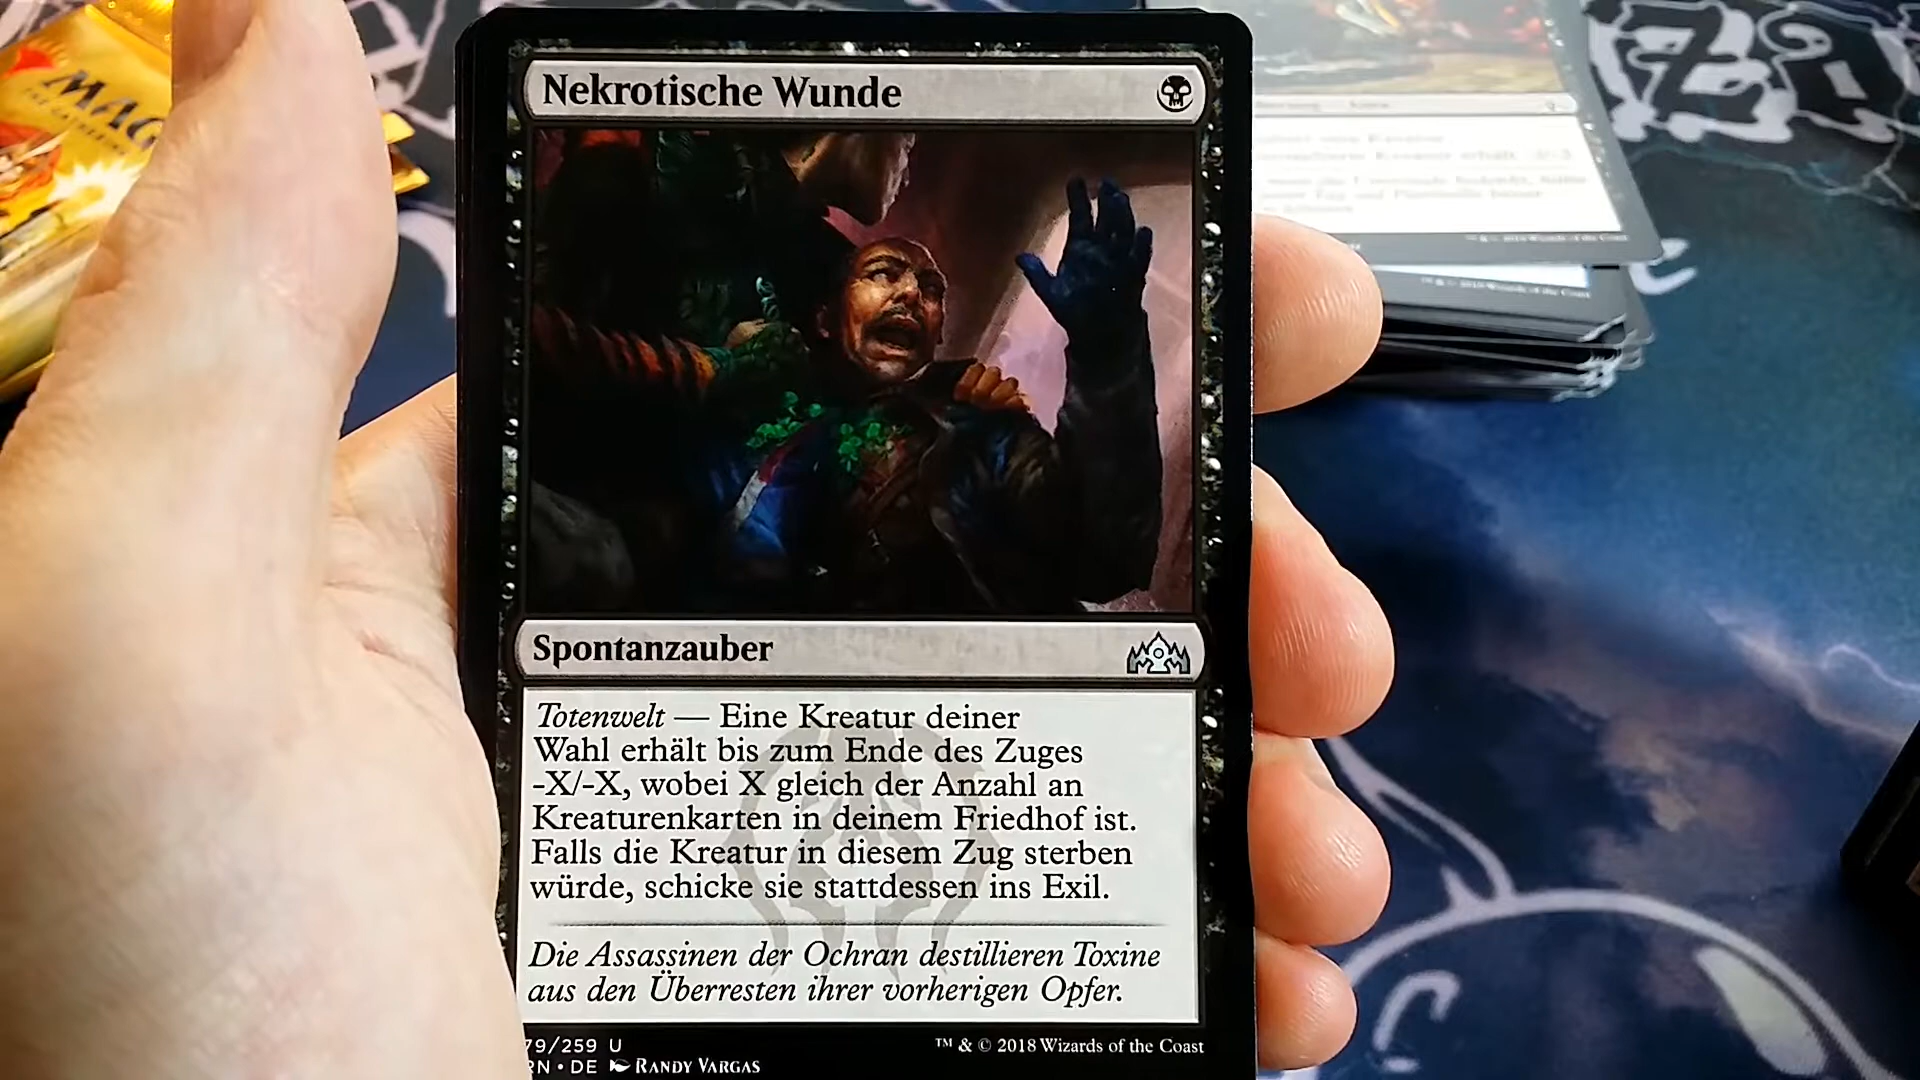 MAG
Nekrotische Wunde
Spontanzauber
Totenwelt — Eine Kreatur deiner
Wahl erhält bis zum Ende des Zuges
-X/-X, wobei X gleich der Anzahl an
Kreaturenkarten in deinem Friedhof ist.
Falls die Kreatur in diesem Zug sterben
würde, schicke sie stattdessen ins Exil.
Die Assassinen der Ochran destillieren Toxine
aus den Überresten ihrer vorherigen Opfer.
79/259 U
RN • DE RANDY VARGAS
™ & © 2018 Wizards of the Coast